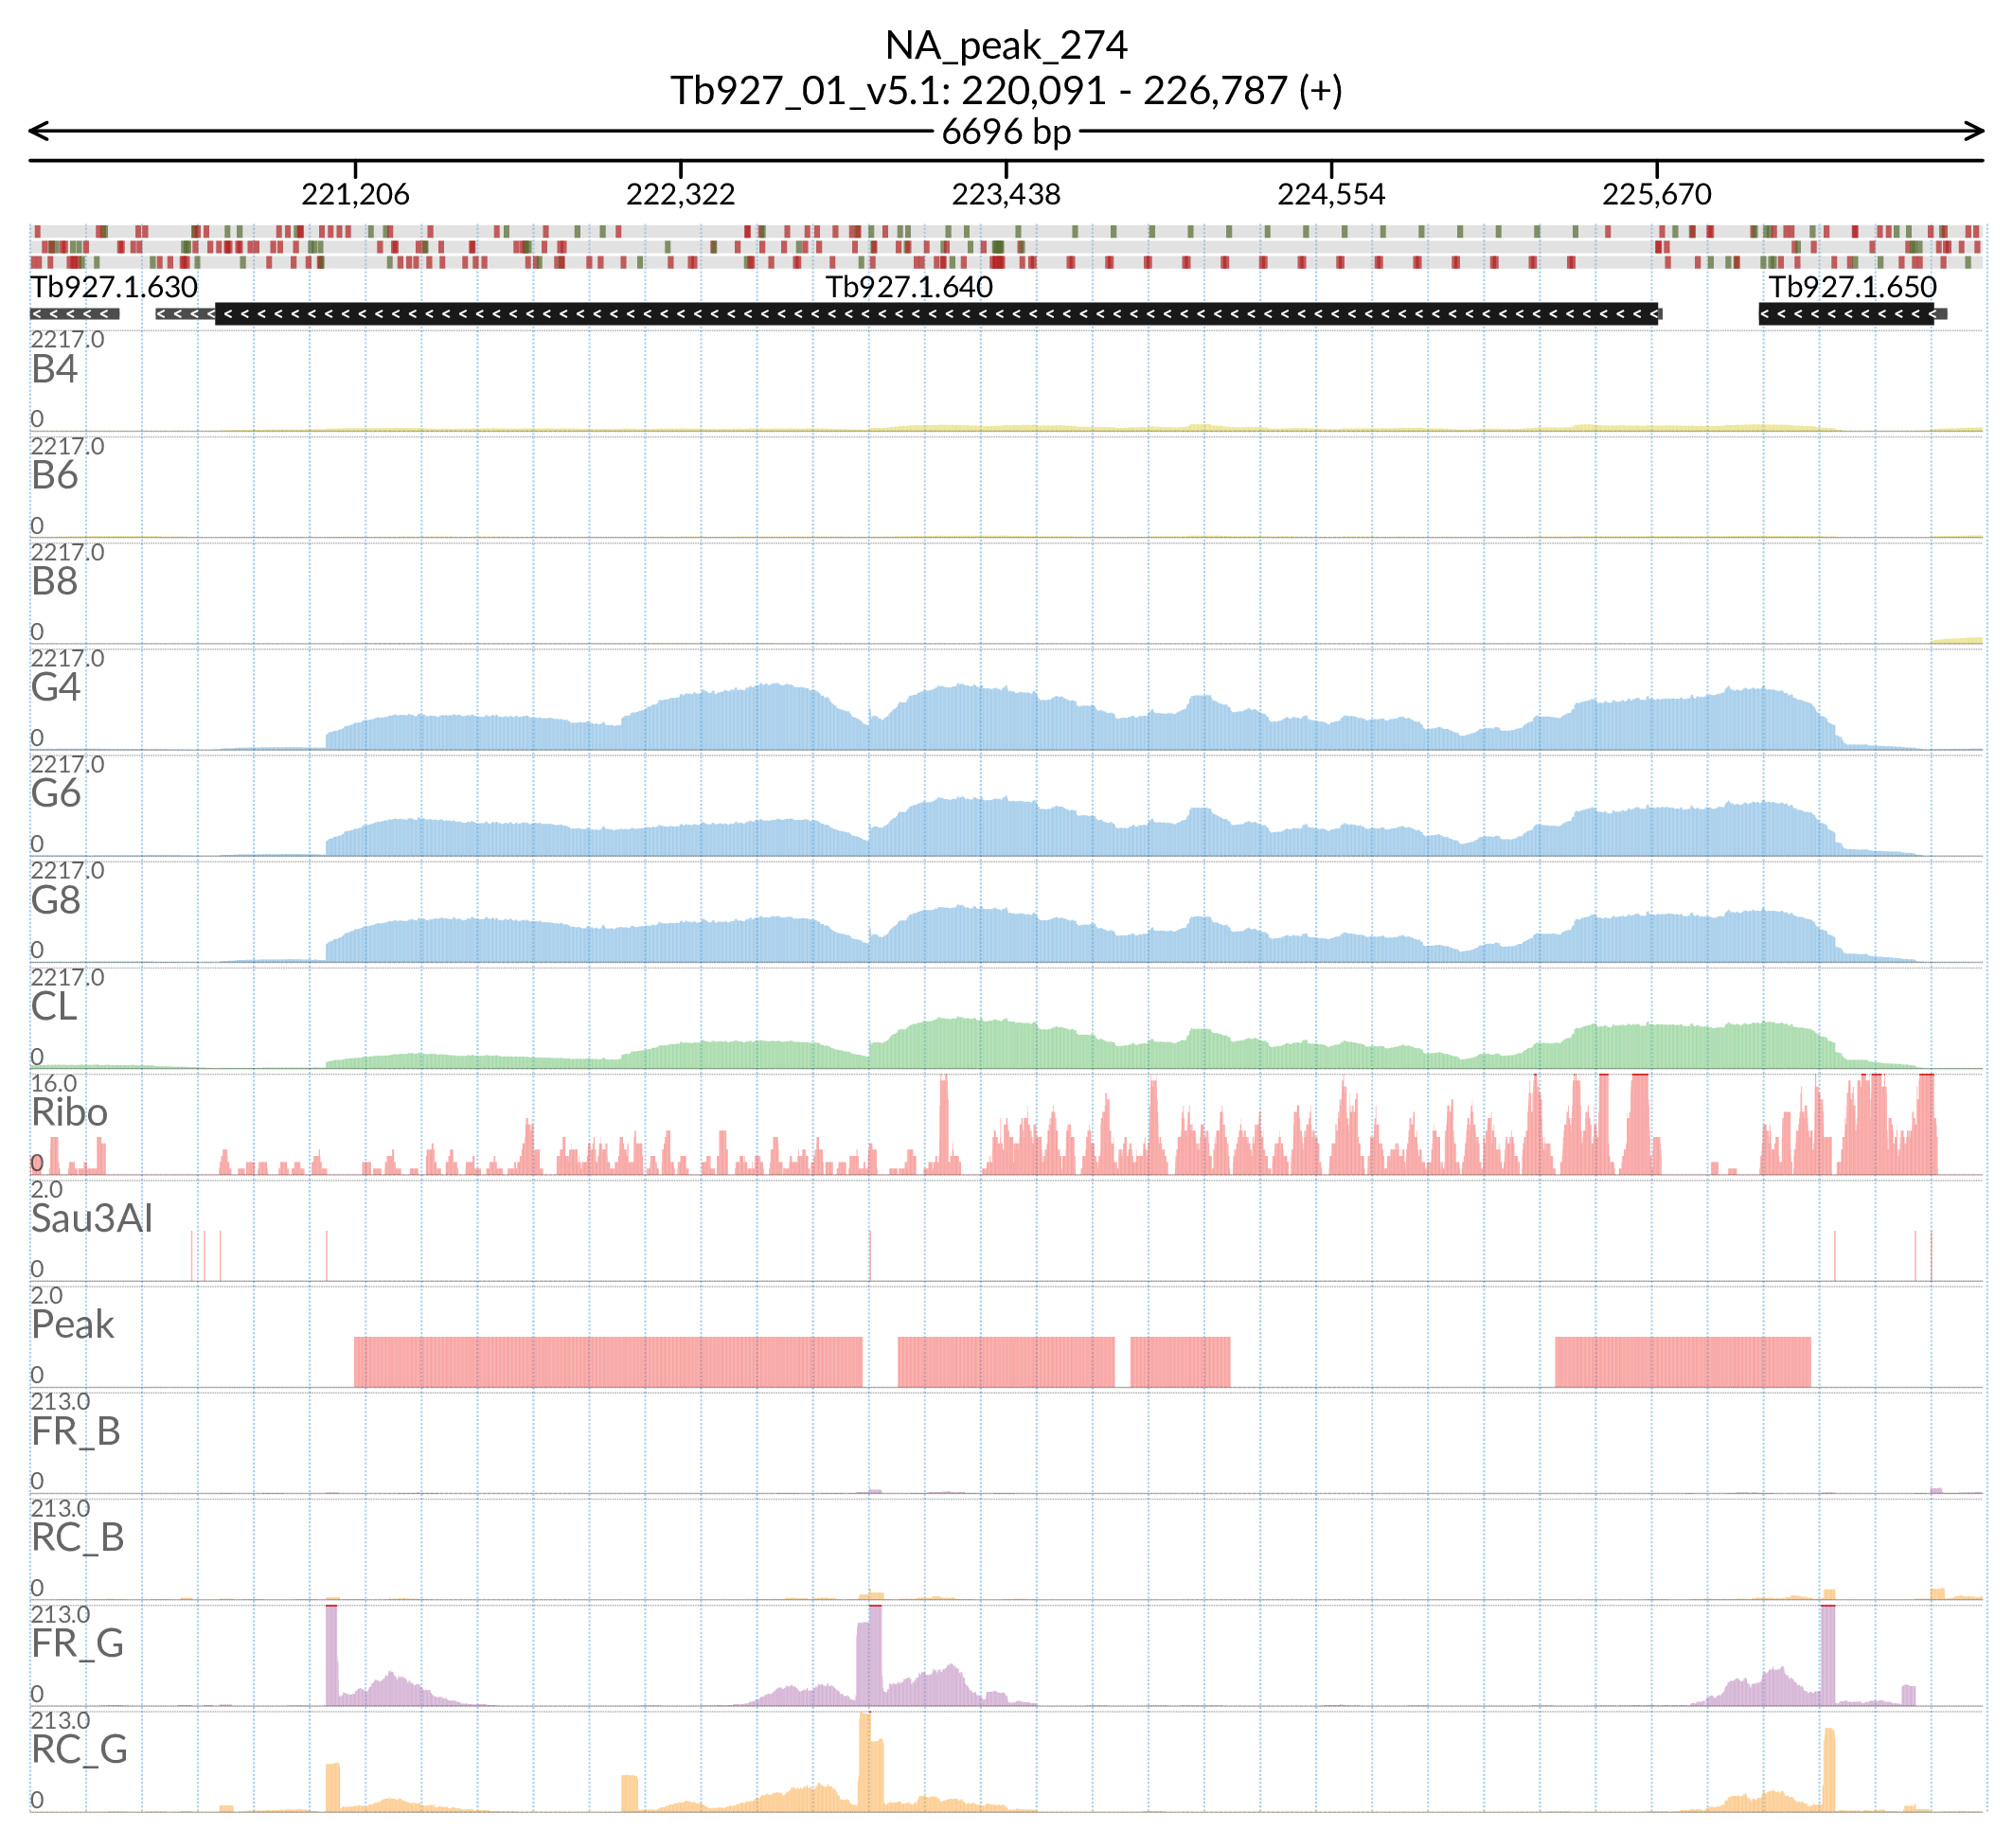 NA_peak_274
Tb927_01_v5.1: 220,091 - 226,787 (+)
6696 bp
221,206 222,322 223,438 224,554 225,670
Tb927.1.630 Tb927.1.640 Tb927.1.650
2217.0
B4
0
2217.0
B6
0
2217.0
B8
0
2217.0
G4
0
2217.0
G6
0
2217.0
G8
0
2217.0
CL
0
16.0
Ribo
0
2.0
Sau3AI
0
2.0
Peak
0
213.0
FR_B
0
213.0
RC_B
0
213.0
FR_G
0
213.0
RC_G
0